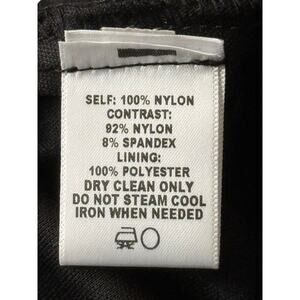 SELF: 100% NYLON
CONTRAST:
92% NYLON
8% SPANDEX
LINING:
100% POLYESTER
DRY CLEAN ONLY
DO NOT STEAM COOL
IRON WHEN NEEDED